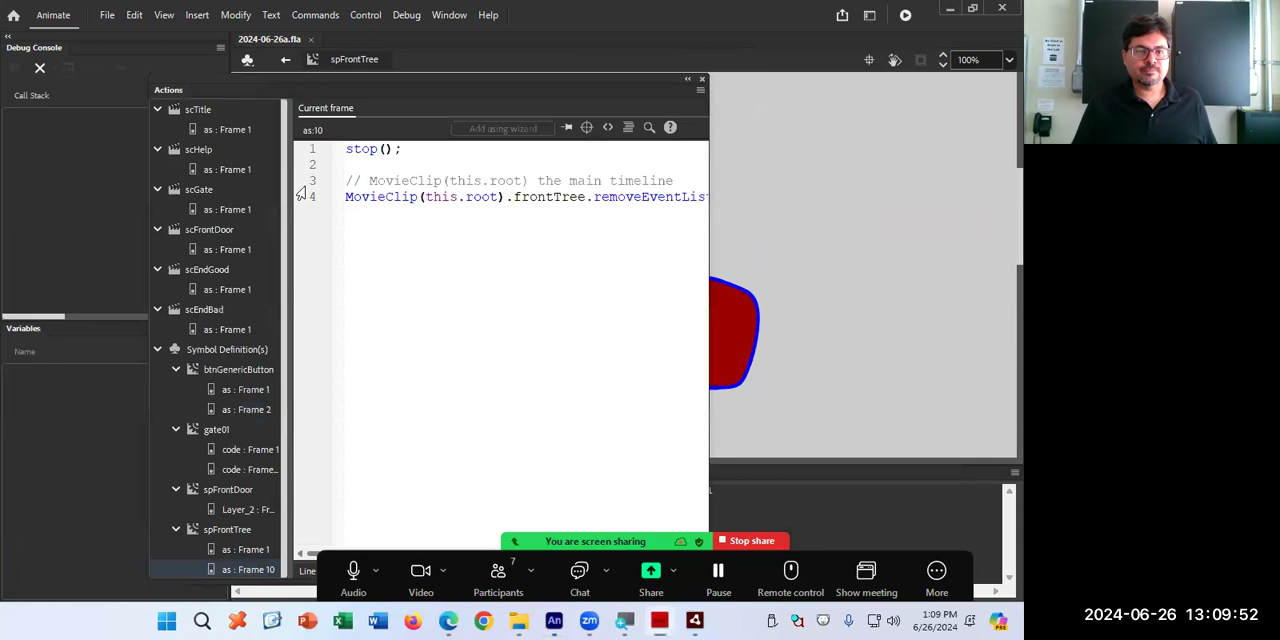 Animate File Edit View Insert Modify Text Commands Control Debug Window Help
Debug Console
2024-06-26a.fla
spFrontTree
100%
Call Stack
Actions
Current frame
as:10
Add using wizard
scTitle
as : Frame 1
scHelp
as : Frame 1
scGate
as : Frame 1
scFrontDoor
as : Frame 1
scEndGood
as : Frame 1
scEndBad
as : Frame 1
Symbol Definition(s)
btnGenericButton
as : Frame 1
as : Frame 2
gate01
code : Frame 1
code : Frame...
spFrontDoor
Layer_2 : Fr...
spFrontTree
as : Frame 1
as : Frame 10
1 stop();
2
3 // MovieClip(this.root) the main timeline
4 MovieClip(this.root).frontTree.removeEventLis
Variables
Name
Line
You are screen sharing
Stop share
Audio
Video
7
Participants
Chat
Share
Pause
Remote control
Show meeting
More
An
zm
1:09 PM
6/26/2024
PRE
2024-06-26 13:09:52